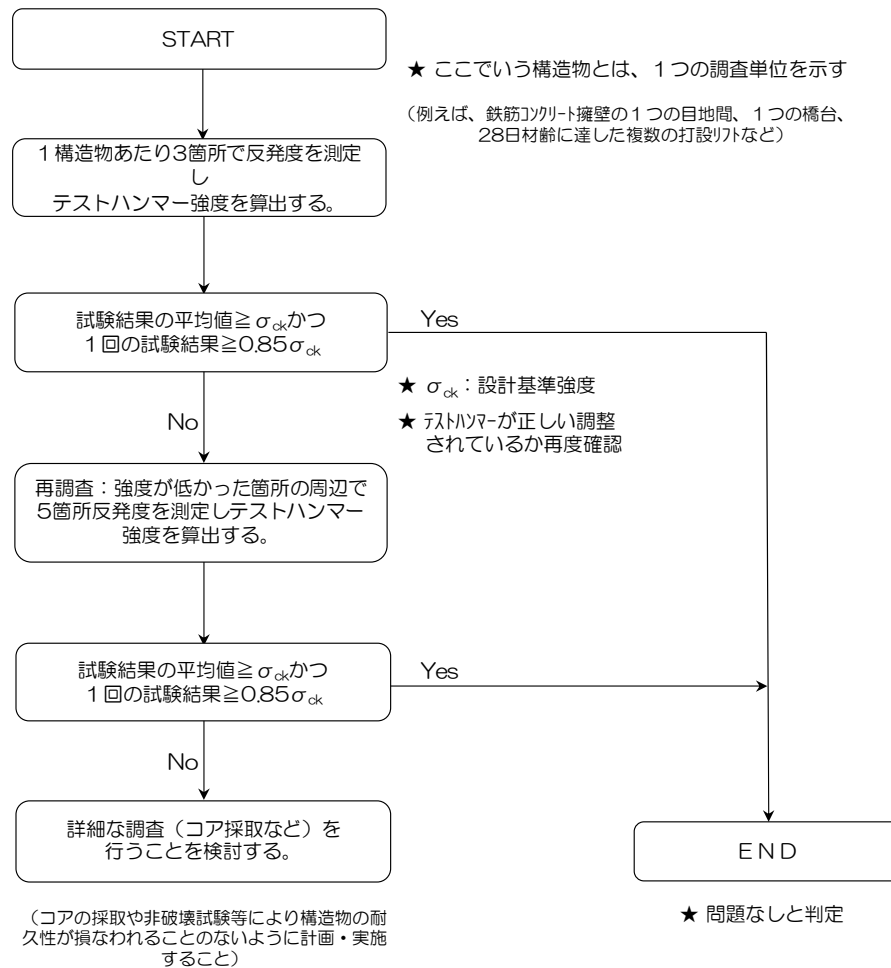 START
★ ここでいう構造物とは、１つの調査単位を示す
（例えば、鉄筋ｺﾝｸﾘｰﾄ擁壁の１つの目地間、１つの橋台、
28日材齢に達した複数の打設ﾘﾌﾄなど）
１構造物あたり3箇所で反発度を測定
し
テストハンマー強度を算出する。
試験結果の平均値≧σckかつ
１回の試験結果≧0.85σck
Yes
★ σck：設計基準強度
No
★ ﾃｽﾄﾊﾝﾏｰが正しい調整
されているか再度確認
再調査：強度が低かった箇所の周辺で
5箇所反発度を測定しテストハンマー
強度を算出する。
試験結果の平均値≧σckかつ
１回の試験結果≧0.85σck
Yes
No
詳細な調査（コア採取など）を
行うことを検討する。
ＥＮＤ
（コアの採取や非破壊試験等により構造物の耐
久性が損なわれることのないように計画・実施
すること）
★ 問題なしと判定